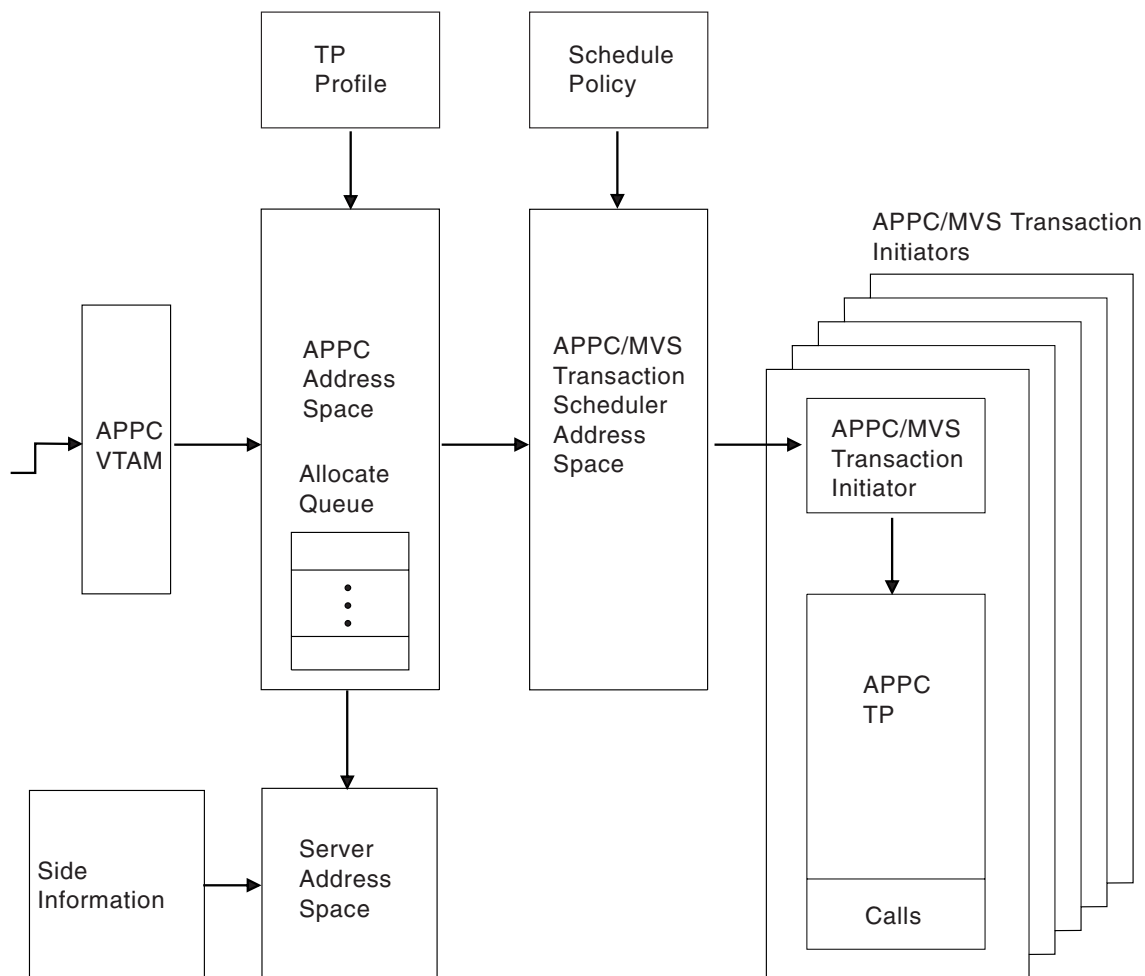 TP
Profile
Schedule
Policy
APPC/MVS Transaction
Initiators
APPC
VTAM
APPC
Address
Space
Allocate
Queue
APPC/MVS
Transaction
Scheduler
Address
Space
APPC/MVS
Transaction
Initiator
APPC
TP
Calls
Side
Information
Server
Address
Space